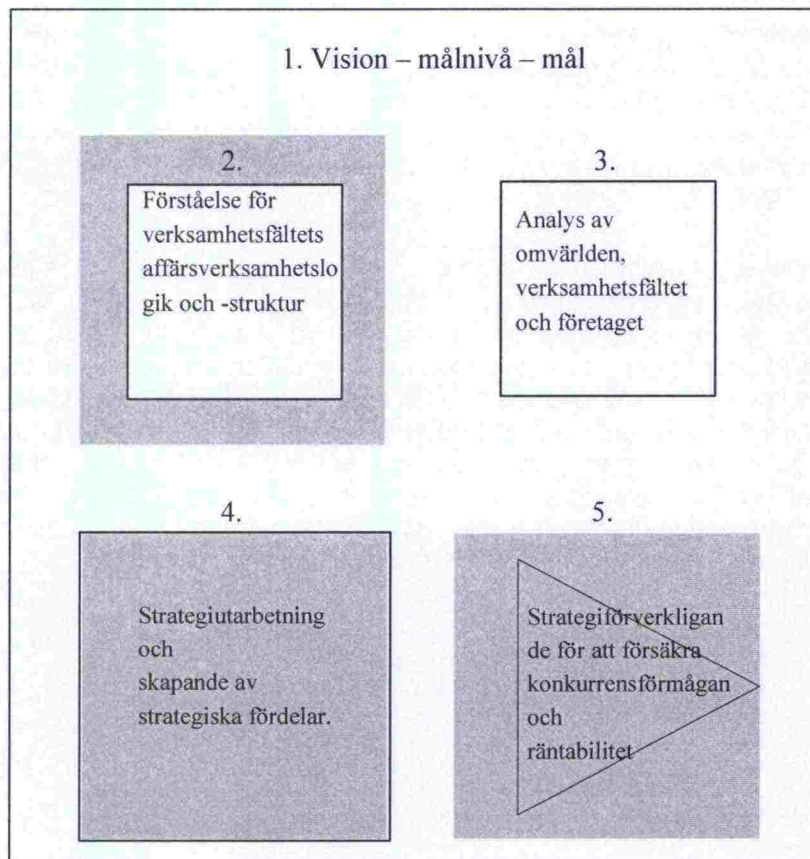 1. Vision – målnivå – mål
2.
Förståelse för
verksamhetsfältets
affärsverksamhetslo
gik och -struktur
3.
Analys av
omvärlden,
verksamhetsfältet
och företaget
4.
Strategiutarbetning
och
skapande av
strategiska fördelar.
5.
Strategiförverkligan
de för att försäkra
konkurrensförmågan
och
räntabilitet